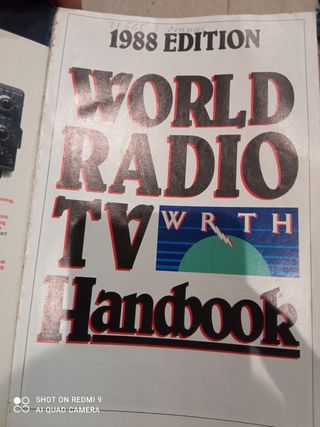 1988 EDITION
WORLD
RADIO
TV
WRTH
Handbook
SHOT ON REDMI 9
AI QUAD CAMERA